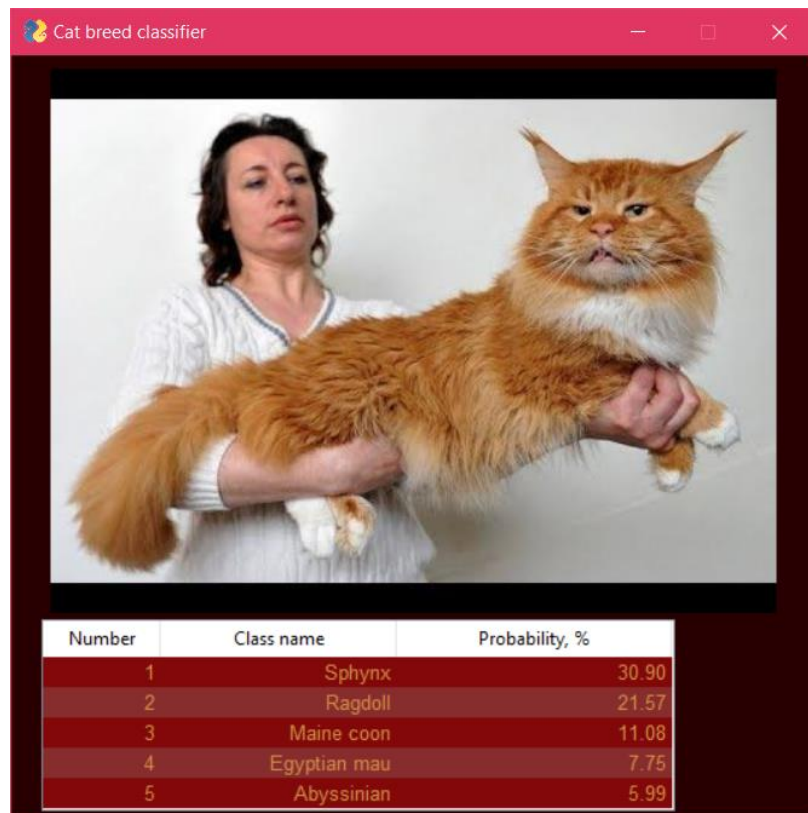 Cat breed classifier
Number Class name Probability, %
1 Sphynx 30.90
2 Ragdoll 21.57
3 Maine coon 11.08
4 Egyptian mau 7.75
5 Abyssinian 5.99